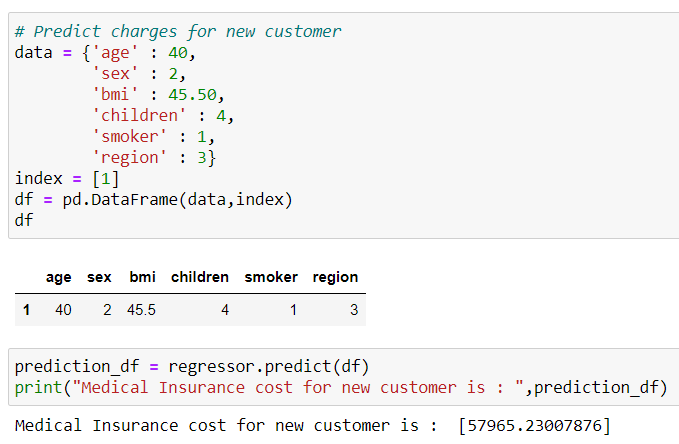 # Predict charges for new customer
data = {'age' : 40,
'sex' : 2,
'bmi' : 45.50,
'children' : 4,
'smoker' : 1,
'region' : 3}
index = [1]
df = pd.DataFrame(data,index)
df
age sex bmi children smoker region
1 40 2 45.5 4 1 3
prediction_df = regressor.predict(df)
print("Medical Insurance cost for new customer is : ",prediction_df)
Medical Insurance cost for new customer is :  [57965.23007876]